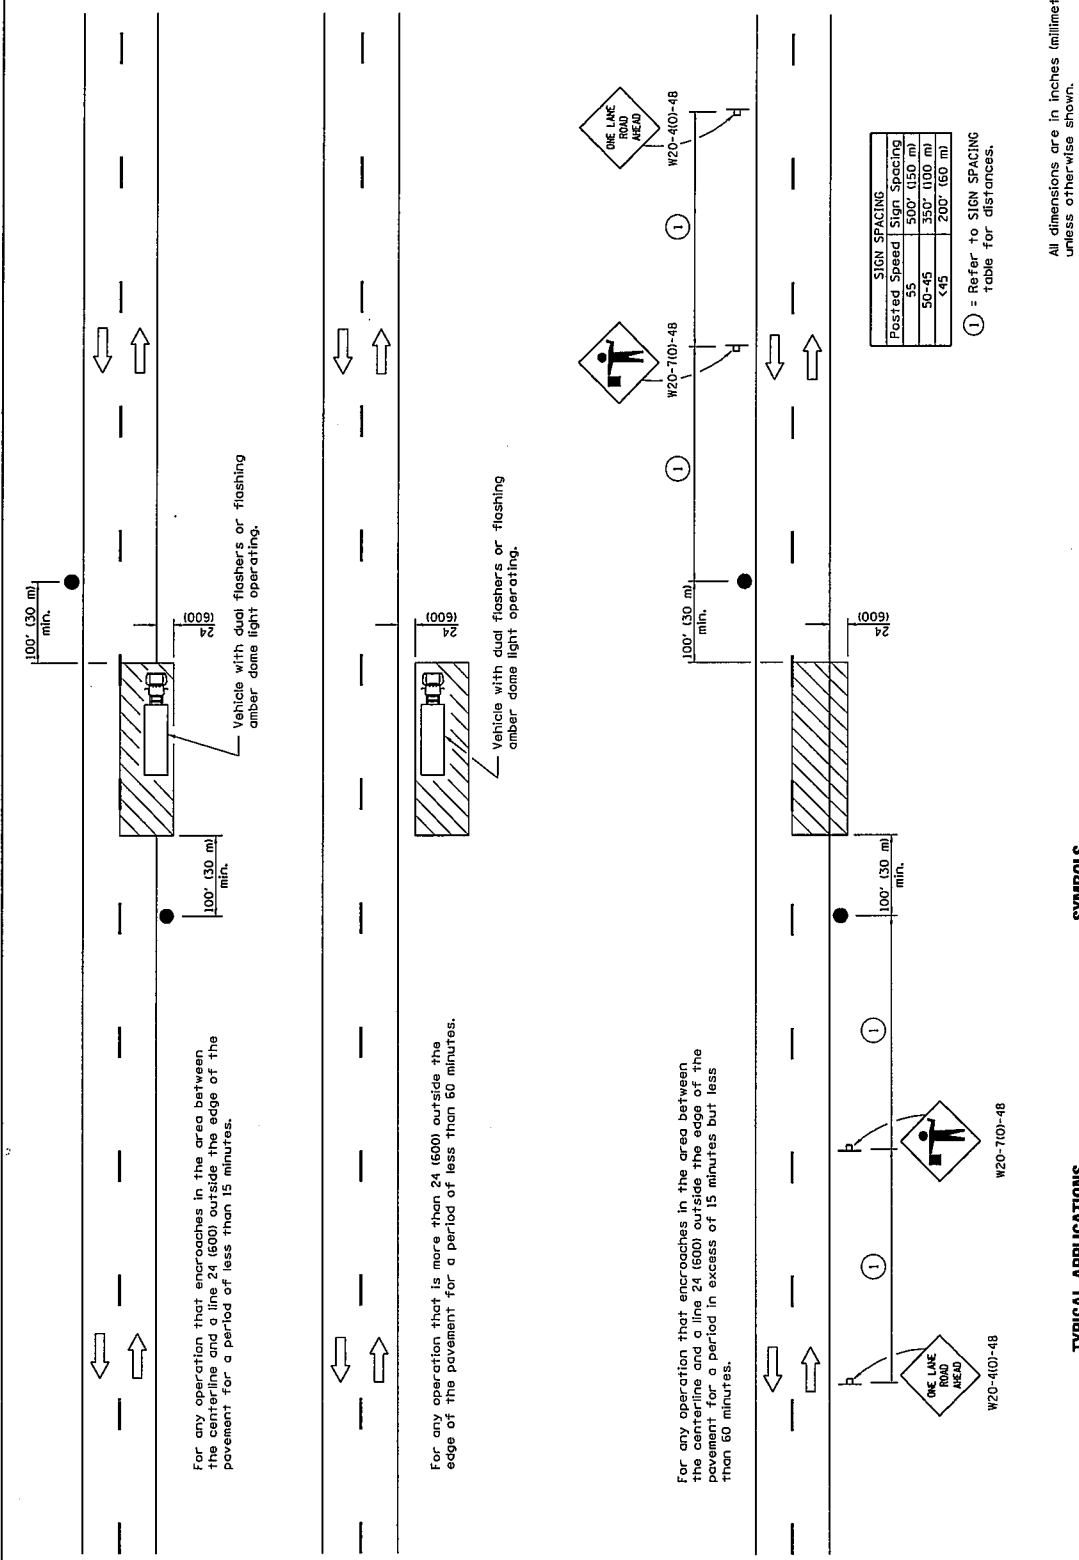 100' (30 m)
min.
24
(600)
Vehicle with dual flashers or flashing
amber dome light operating.
100' (30 m)
min.
For any operation that encroaches in the area between
the centerline and a line 24 (600) outside the edge of the
pavement for a period of less than 15 minutes.
24
(600)
Vehicle with dual flashers or flashing
amber dome light operating.
For any operation that is more than 24 (600) outside the
edge of the pavement for a period of less than 60 minutes.
ONE LANE
ROAD
AHEAD
W20-4(O)-48
1
W20-7(O)-48
1
100' (30 m)
min.
24
(600)
100' (30 m)
min.
For any operation that encroaches in the area between
the centerline and a line 24 (600) outside the edge of the
pavement for a period in excess of 15 minutes but less
than 60 minutes.
1
W20-7(O)-48
1
ONE LANE
ROAD
AHEAD
W20-4(O)-48
SIGN SPACING
Posted Speed Sign Spacing
55 500' (150 m)
50-45 350' (100 m)
<45 200' (60 m)
1 = Refer to SIGN SPACING
table for distances.
All dimensions are in inches (millimet
unless otherwise shown.
SYMBOLS
TYPICAL APPLICATIONS